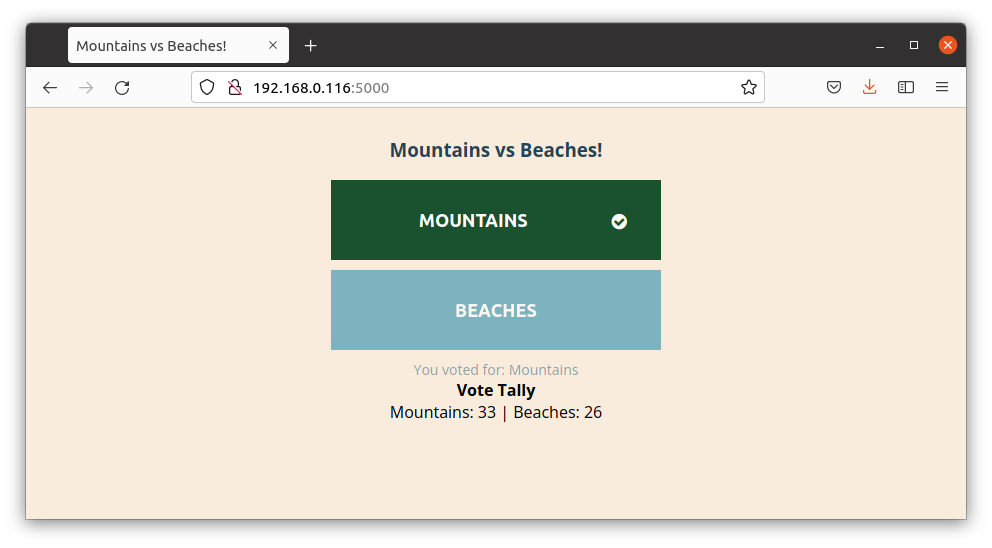 Mountains vs Beaches!
192.168.0.116:5000
Mountains vs Beaches!
MOUNTAINS
BEACHES
You voted for: Mountains
Vote Tally
Mountains: 33 | Beaches: 26